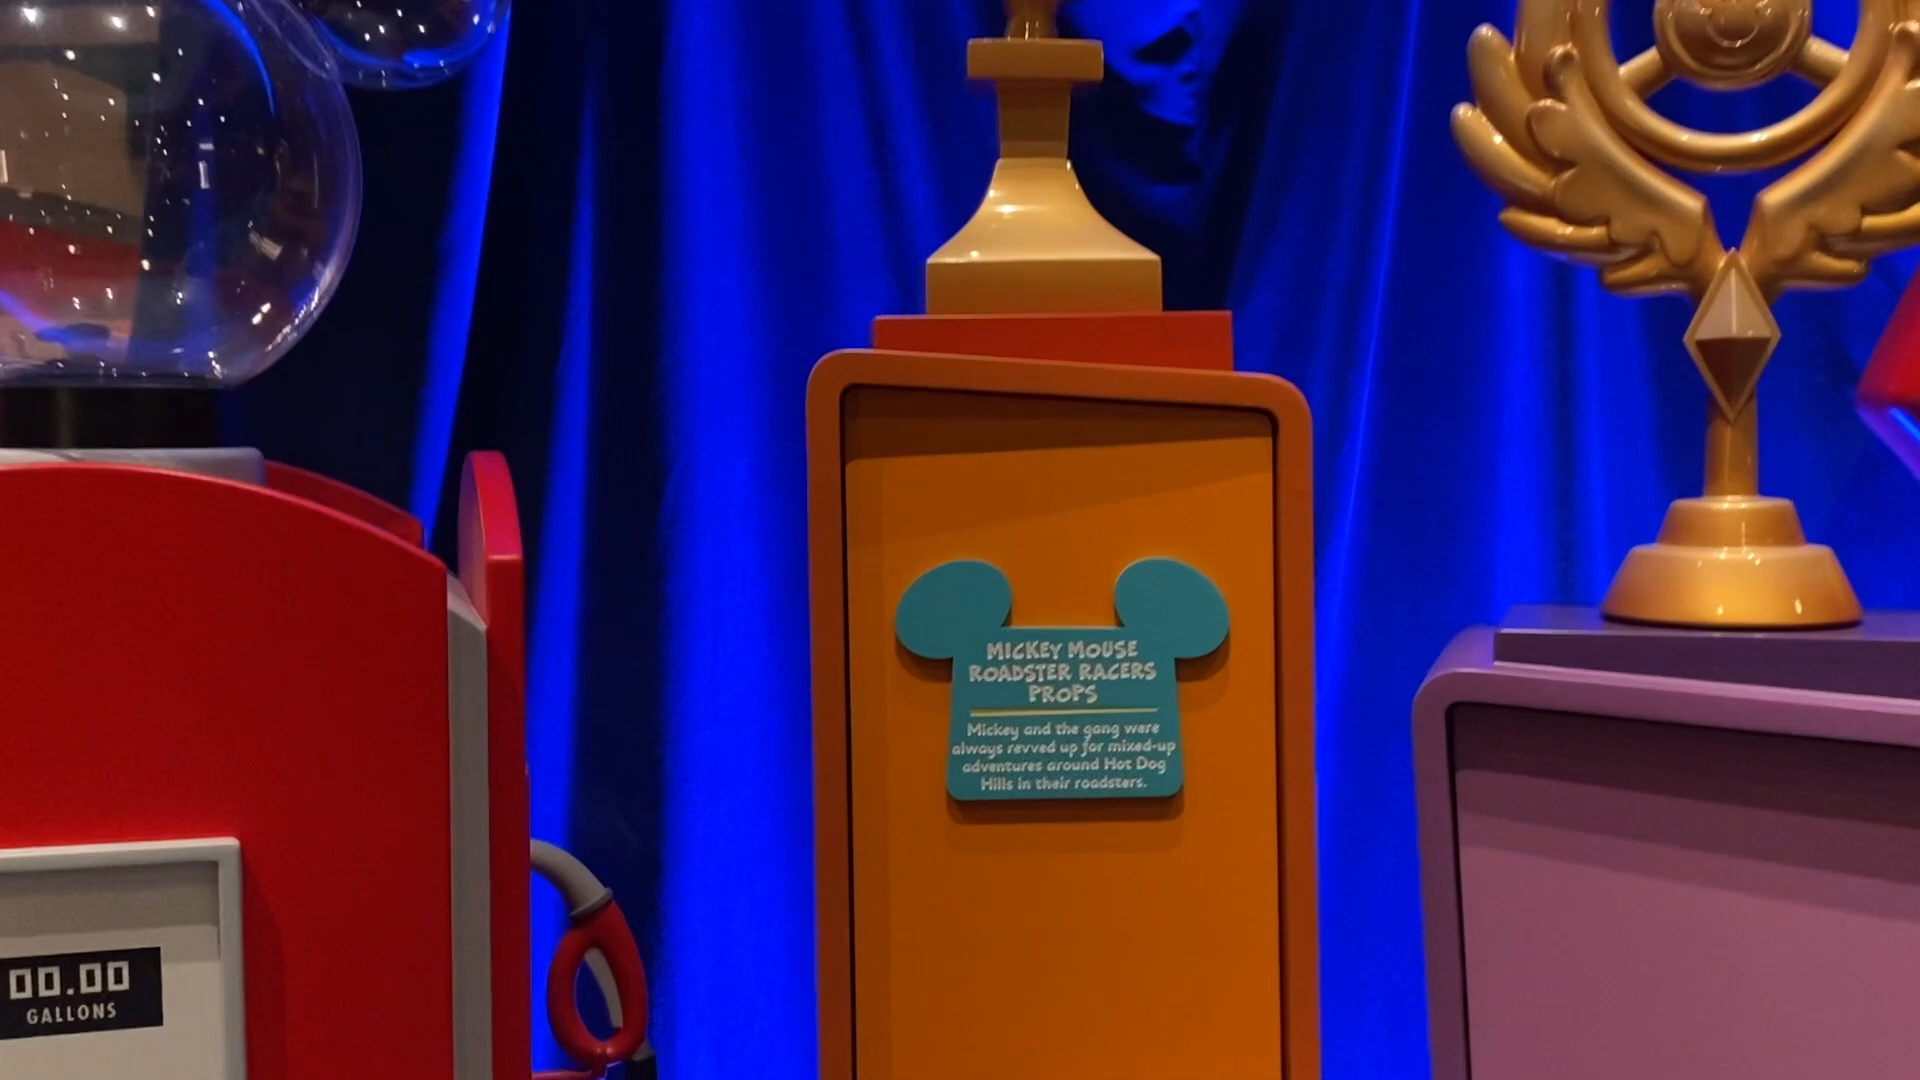 MICKEY MOUSE
ROADSTER RACERS
PROPS
Mickey and the gang were
always revved up for mixed-up
adventures around Hot Dog
Hills in their roadsters.
00.00
GALLONS